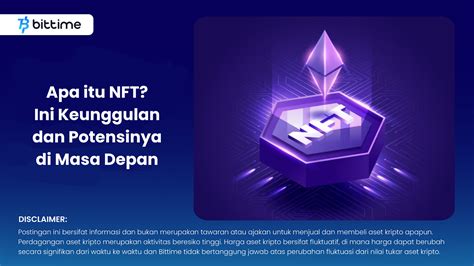 bittime
Apa itu NFT?
Ini Keunggulan
dan Potensinya
di Masa Depan
NFT
DISCLAIMER:
Postingan ini bersifat informasi dan bukan merupakan tawaran atau ajakan untuk menjual dan membeli aset kripto apapun.
Perdagangan aset kripto merupakan aktivitas beresiko tinggi. Harga aset kripto bersifat fluktuatif, di mana harga dapat berubah
secara signifikan dari waktu ke waktu dan Bittime tidak bertanggung jawab atas perubahan fluktuasi dari nilai tukar aset kripto.